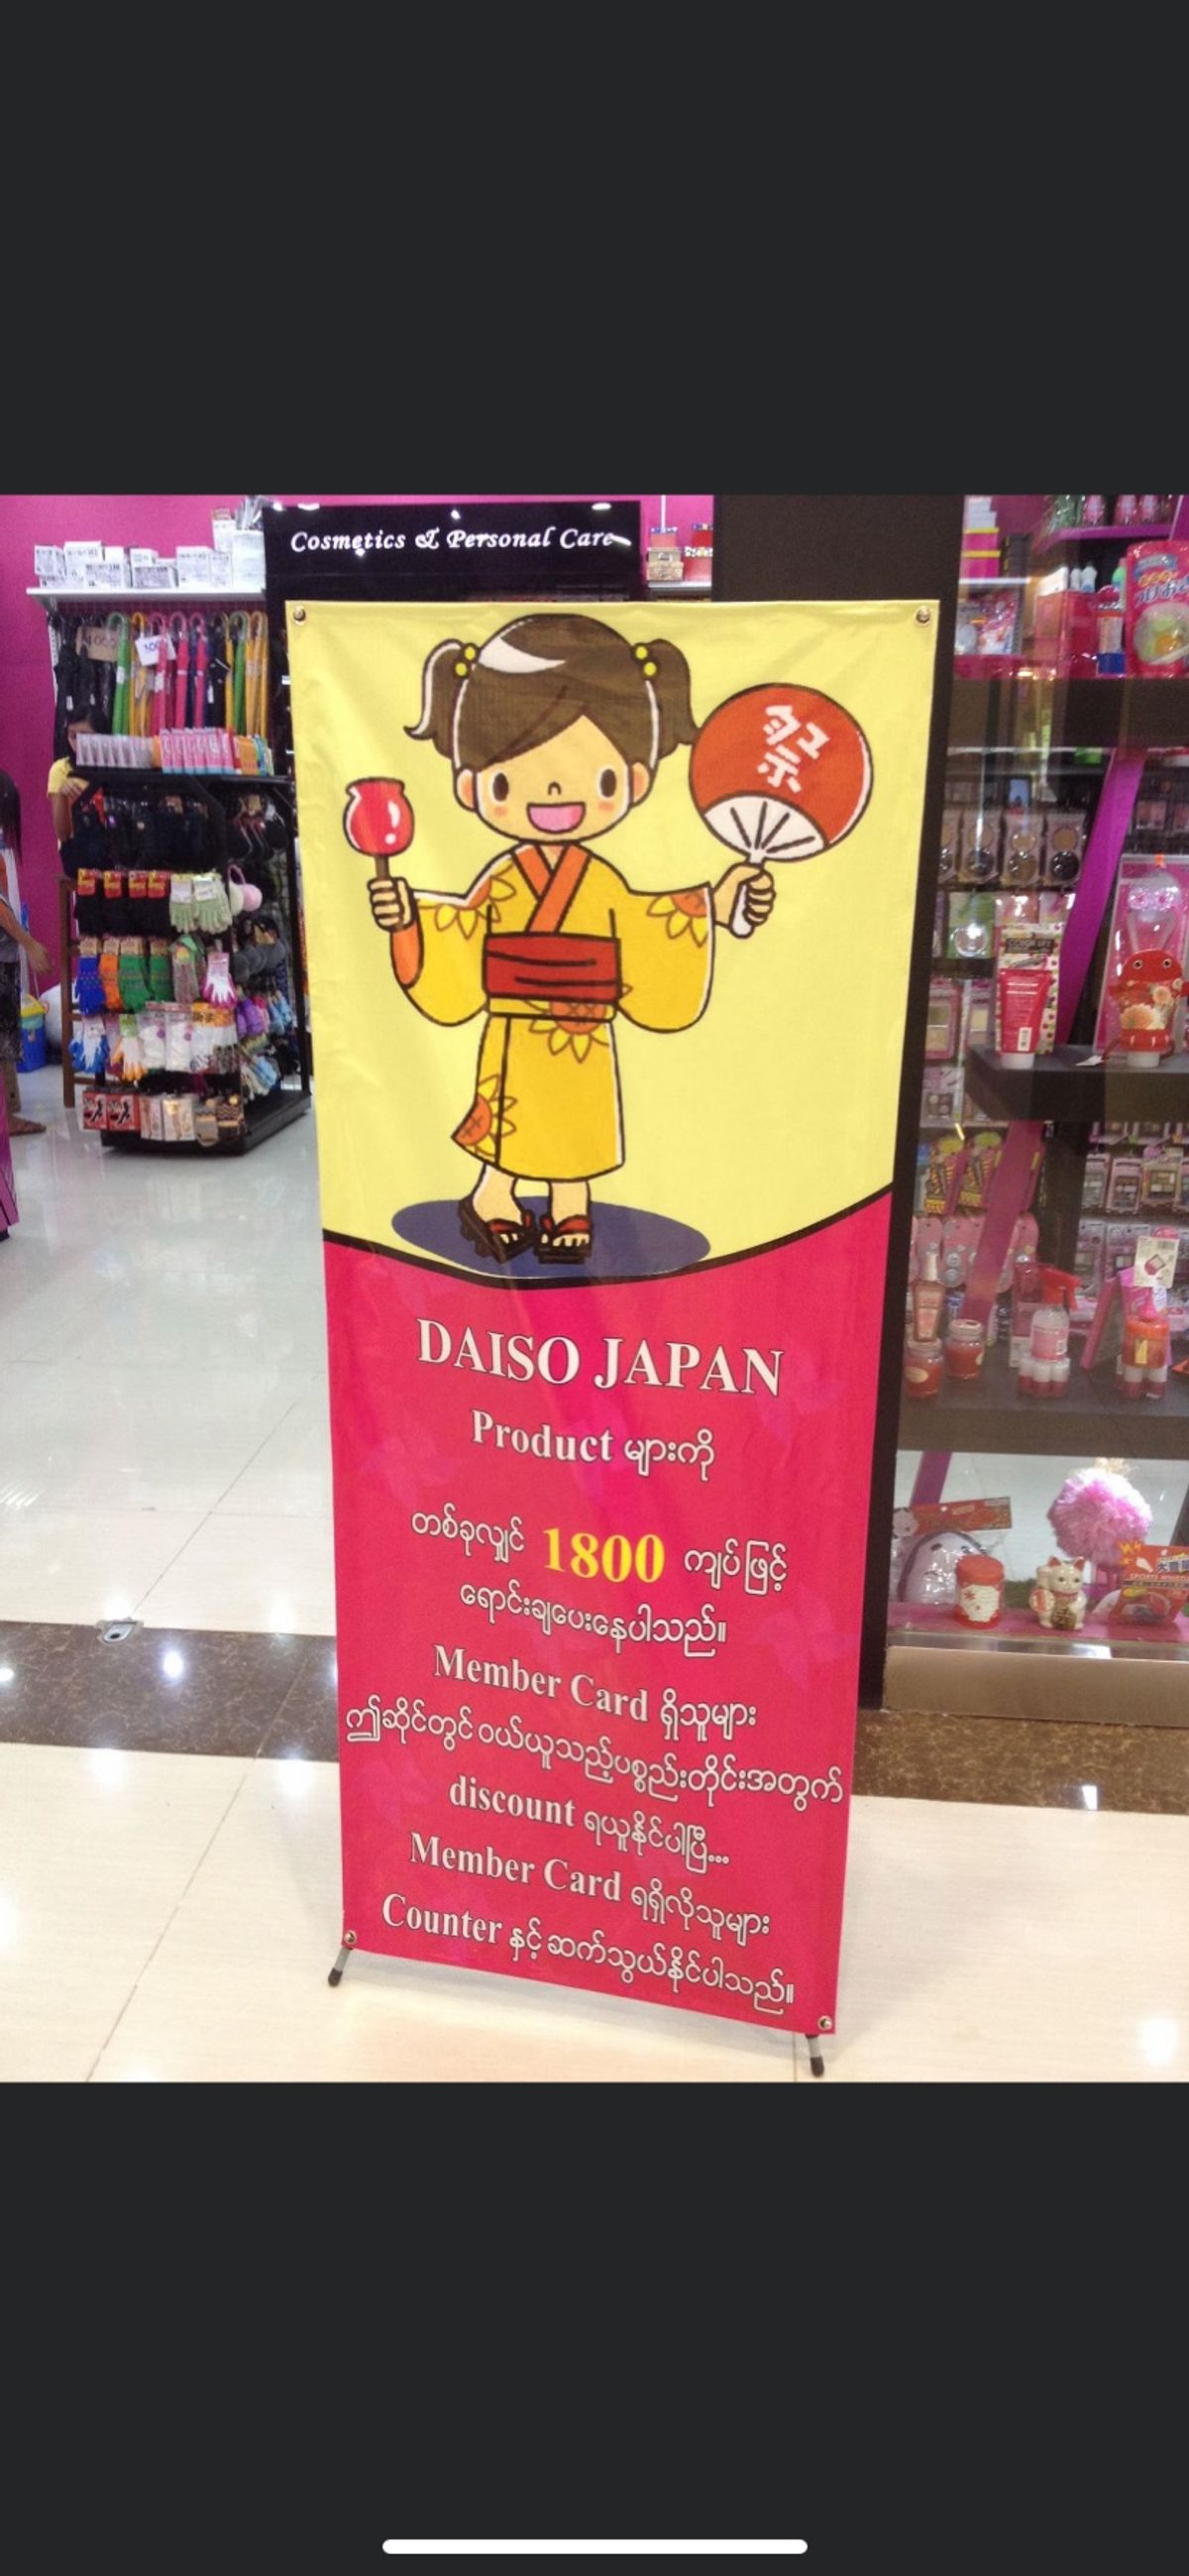 Cosmetics & Personal Care
祭
DAISO JAPAN
Product များကို
တစ်ခုလျှင် 1800 ကျပ်ဖြင့်
ရောင်းချပေးနေပါသည်။
Member Card ရှိသူများ
ဤဆိုင်တွင် ဝယ်ယူသည့်ပစ္စည်းတိုင်းအတွက်
discount ရယူနိုင်ပါပြီ...
Member Card ရရှိလိုသူများ
Counter နှင့် ဆက်သွယ်နိုင်ပါသည်။